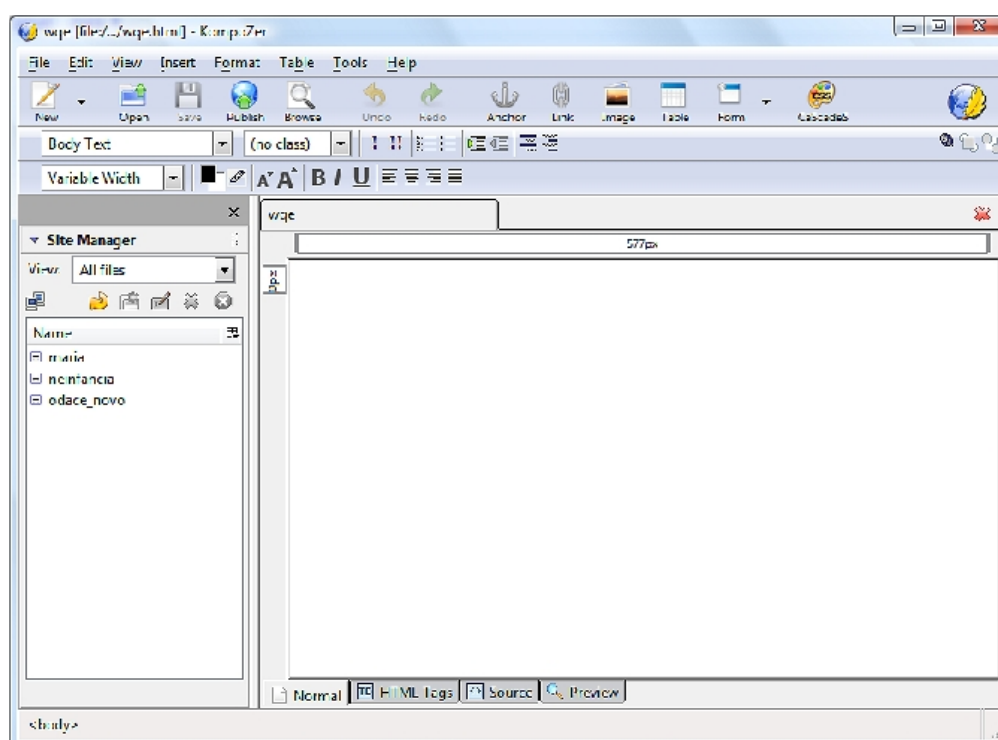 wqe [file:/.../wqe.html] - KompoZer
File Edit View Insert Format Table Tools Help
New Open Save Publish Browse Undo Redo Anchor Link Image Table Form CaScadeS
Body Text (no class)
Variable Width
wqe
577px
Site Manager
View: All files
0px
Name
maria
neinfancia
odace_novo
Normal HTML Tags Source Preview
<body>